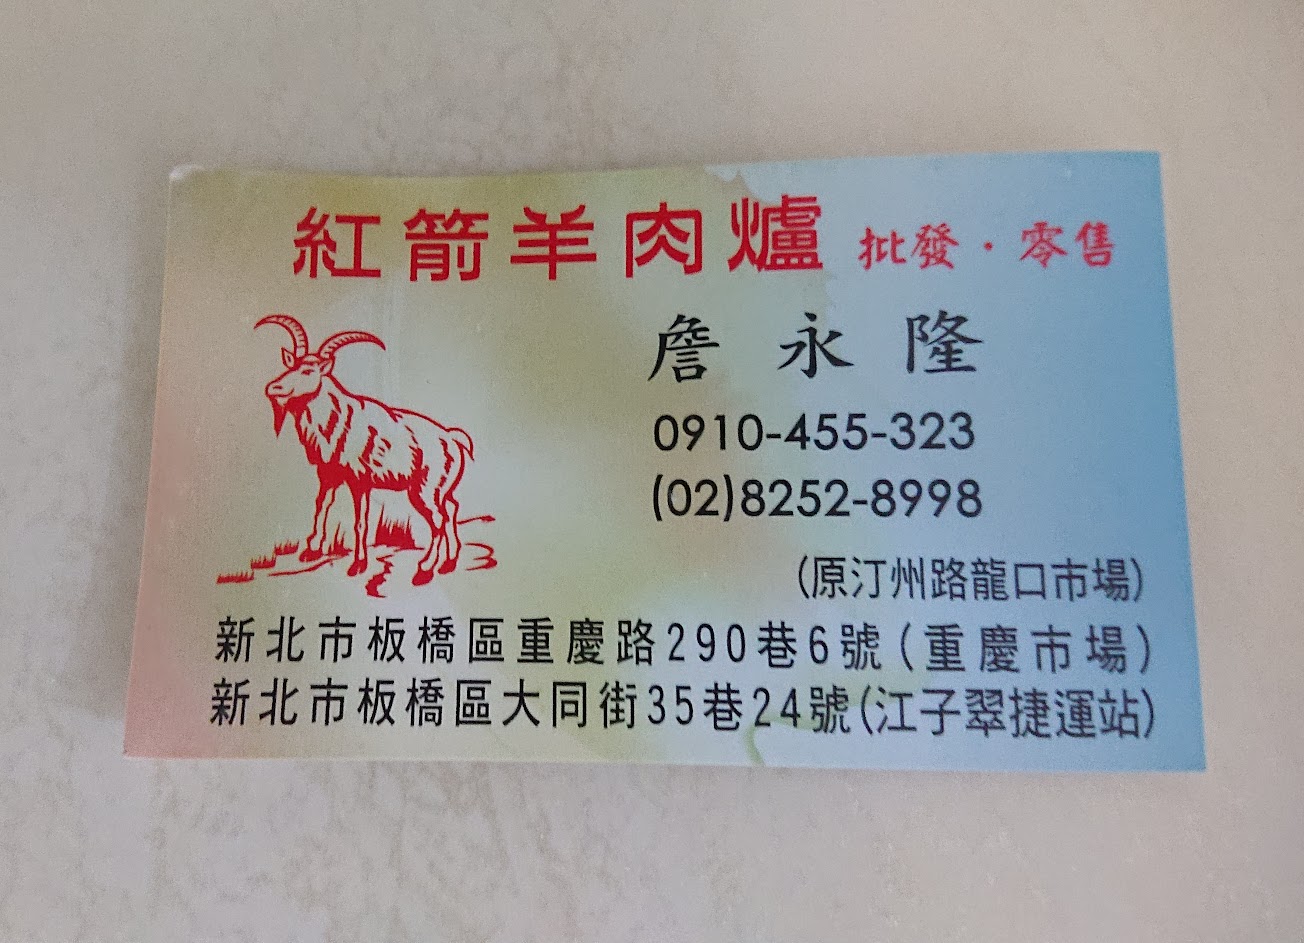 紅箭羊肉爐 批發·零售
詹永隆
0910-455-323
(02)8252-8998
(原汀州路龍口市場)
新北市板橋區重慶路290巷6號(重慶市場)
新北市板橋區大同街35巷24號(江子翠捷運站)